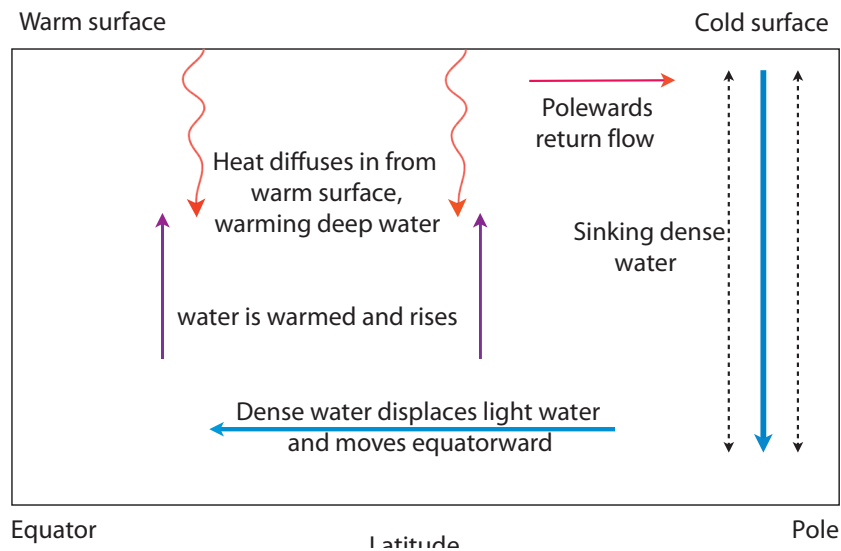 Warm surface
Cold surface
Polewards
return flow
Heat diffuses in from
warm surface,
warming deep water
Sinking dense
water
water is warmed and rises
Dense water displaces light water
and moves equatorward
Equator
Latitude
Pole